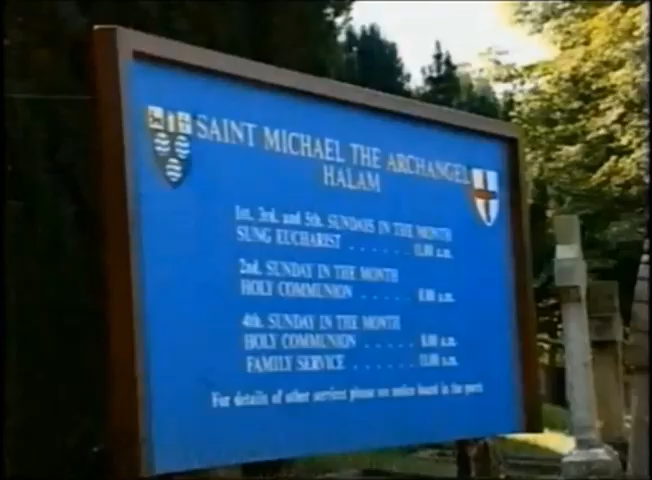 SAINT MICHAEL THE ARCHANGEL
HALAM
1st. 3rd. and 5th. SUNDAYS IN THE MONTH
SUNG EUCHARIST . . . . . . 11.00 a.m.
2nd. SUNDAY IN THE MONTH
HOLY COMMUNION . . . . . 8.00 a.m.
4th. SUNDAY IN THE MONTH
HOLY COMMUNION . . . . . 8.00 a.m.
FAMILY SERVICE . . . . . . 11.00 a.m.
For details of other services please see notice board in the porch